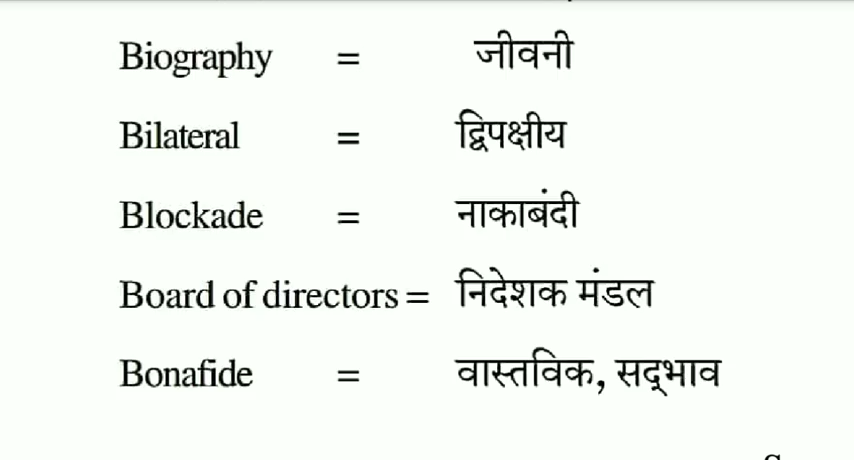 Biography = जीवनी
Bilateral = द्विपक्षीय
Blockade = नाकाबंदी
Board of directors = निदेशक मंडल
Bonafide = वास्तविक, सद्‌भाव